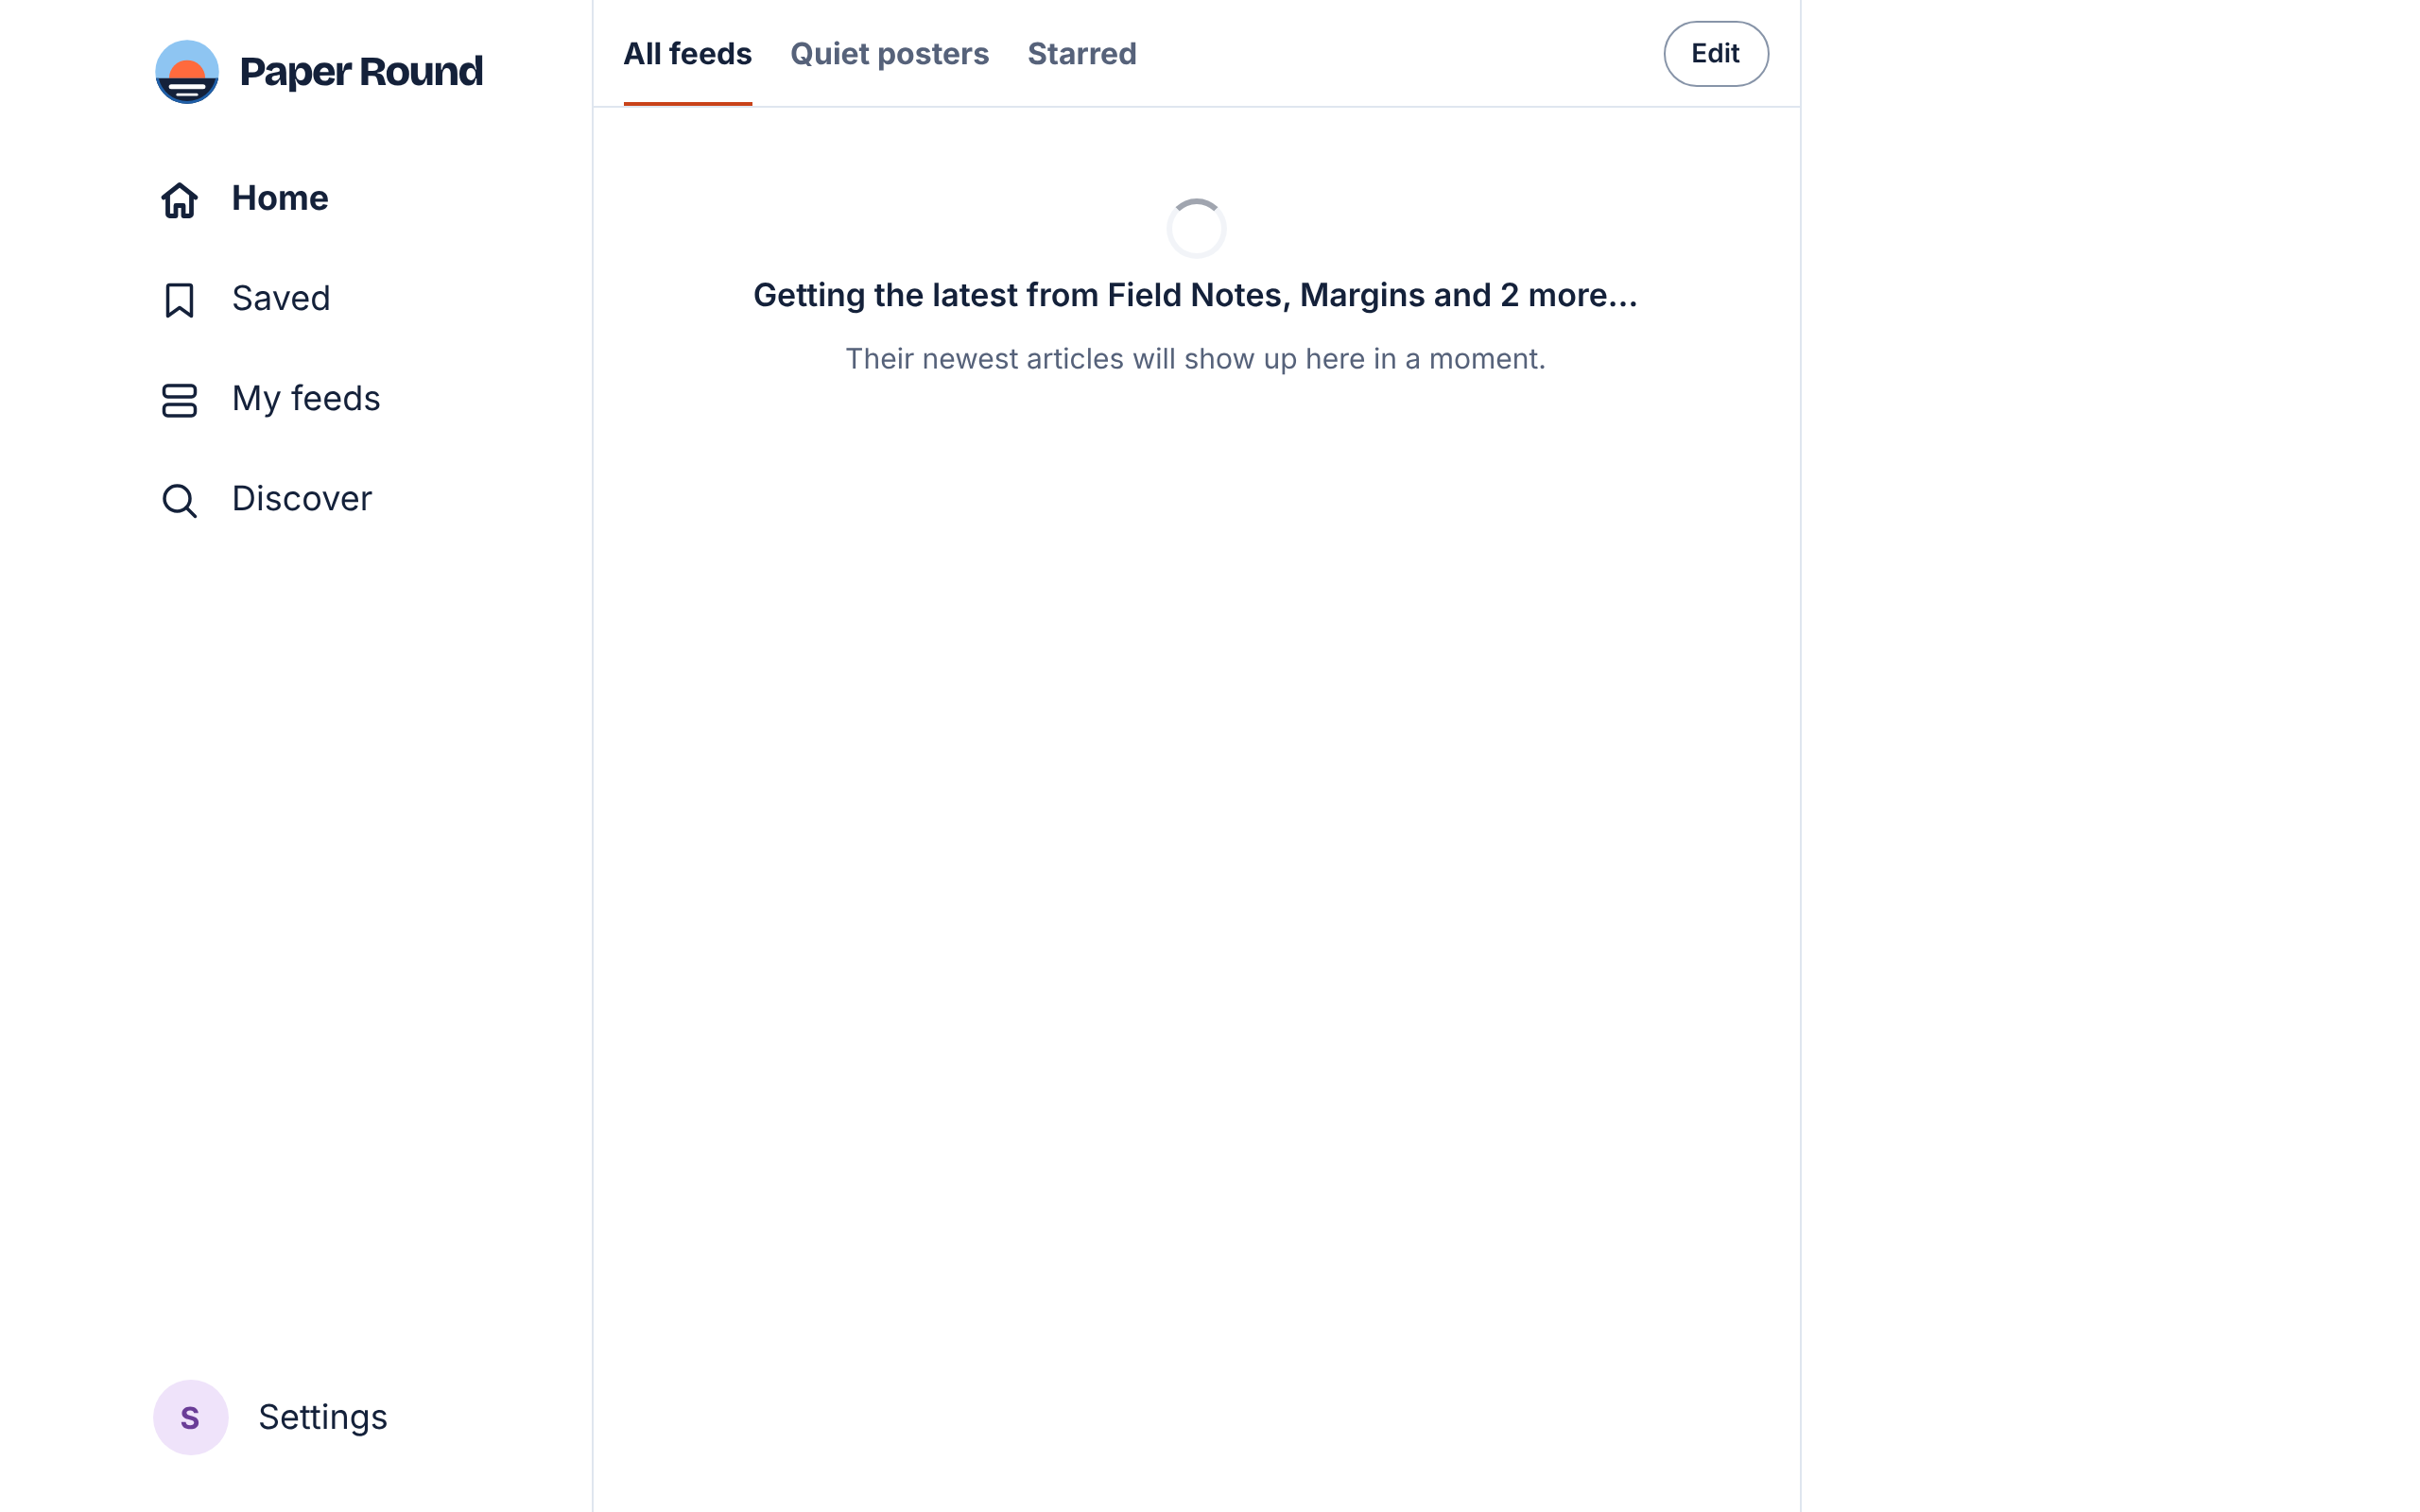 Paper Round
Home
Saved
My feeds
Discover
S
Settings
All feeds
Quiet posters
Starred
Edit
Getting the latest from Field Notes, Margins and 2 more…
Their newest articles will show up here in a moment.